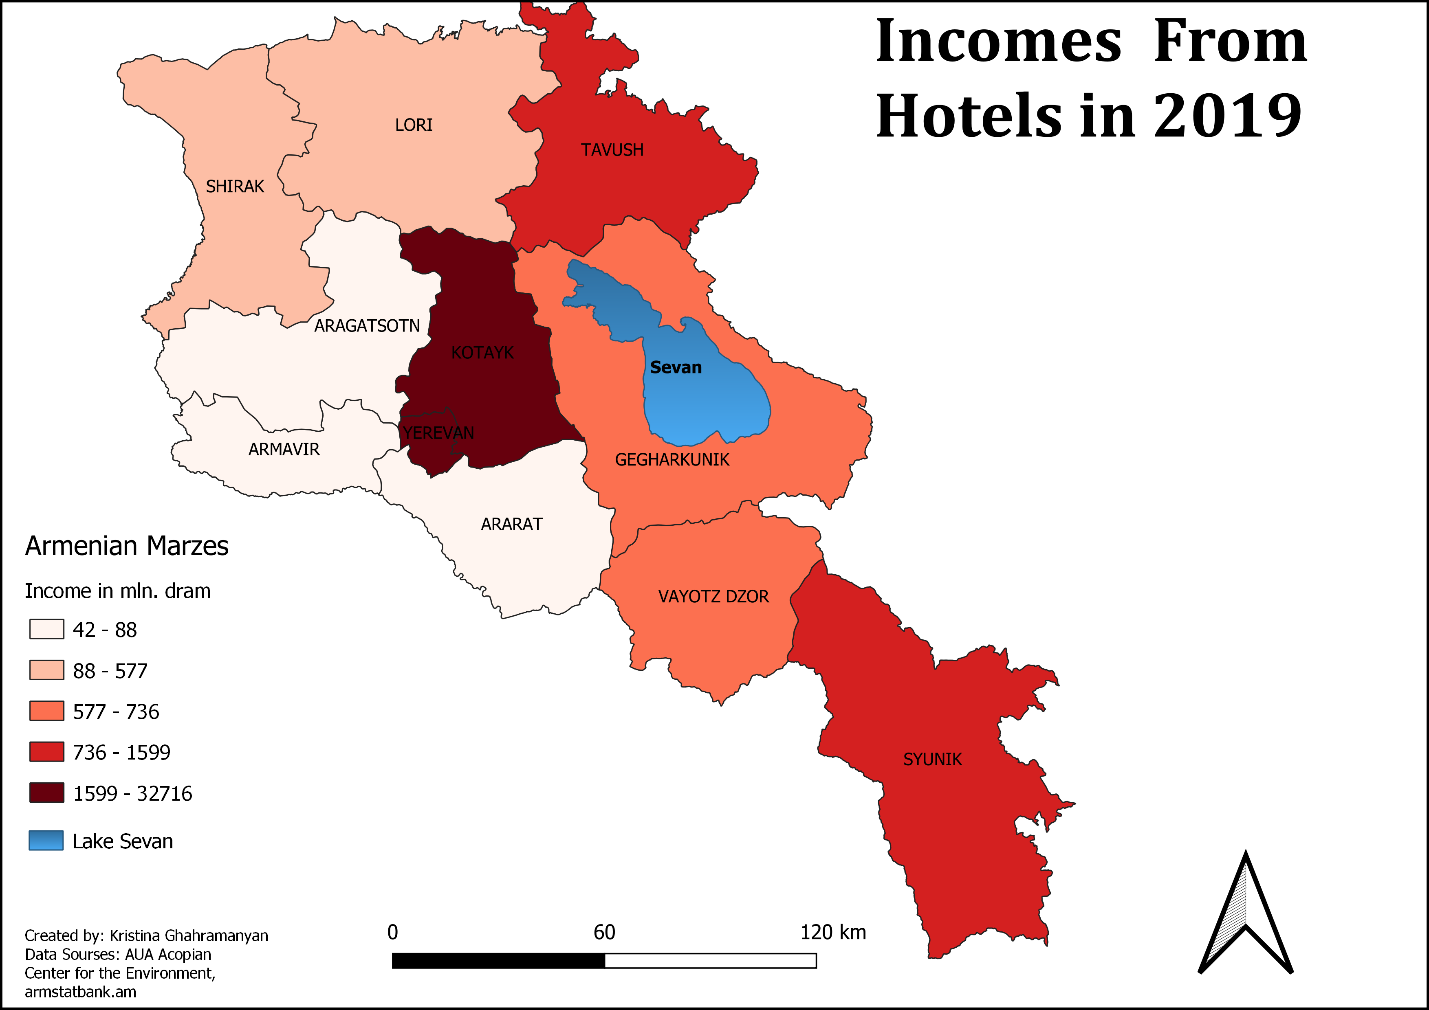 Incomes From
Hotels in 2019
LORI
TAVUSH
SHIRAK
ARAGATSOTN
KOTAYK
Sevan
YEREVAN
ARMAVIR
GEGHARKUNIK
ARARAT
VAYOTZ DZOR
SYUNIK
Armenian Marzes
Income in mln. dram
42 - 88
88 - 577
577 - 736
736 - 1599
1599 - 32716
Lake Sevan
Created by: Kristina Ghahramanyan
Data Sourses: AUA Acopian
Center for the Environment,
armstatbank.am
0 60 120 km